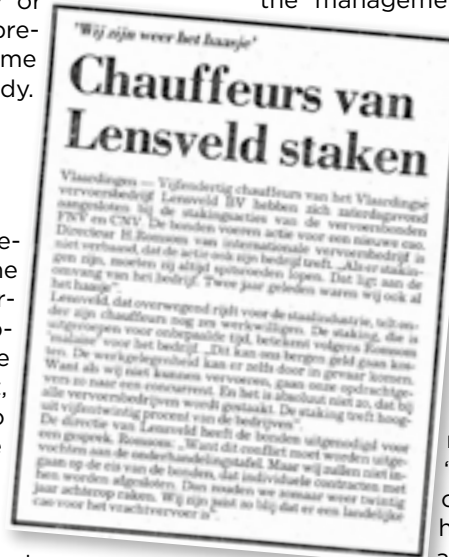 or
the manageme
pre-
me
dy.
e-
ne
r-
o-
e
t,
o
e
"Wij zijn weer het haasje"
Chauffeurs van
Lensveld staken
Vlaardingen — Vijfendertig chauffeurs van het Vlaardingse
vervoersbedrijf Lensveld BV hebben zich zaterdagavond
aangesloten bij de stakingsacties van de vervoersbonden
FNV en CNV. De bonden voeren actie voor een nieuwe cao.
Directeur H. Romsom van internationale vervoersbedrijf is
niet verbaasd, dat de actie ook zijn bedrijf treft. „Als er stakin-
gen zijn, moeten wij altijd spitsroeden lopen. Dat ligt aan de
omvang van het bedrijf. Twee jaar geleden waren wij ook al
het haasje".
Lensveld, dat overwegend rijdt voor de staalindustrie, telt on-
der zijn chauffeurs nog zes werkwilligen. De staking, die is
uitgeroepen voor onbepaalde tijd, betekent volgens Romsom
"malaise" voor het bedrijf. „Dit kan ons bergen geld gaan kos-
ten. De werkgelegenheid kan er zelfs door in gevaar komen.
Want als wij niet kunnen vervoeren, gaan onze opdrachtge-
vers zo naar een concurrent. En het is absoluut niet zo, dat bij
alle vervoersbedrijven wordt gestaakt. De staking treft hoog-
uit vijfentwintig procent van de bedrijven".
De directie van Lensveld heeft de bonden uitgenodigd voor
een gesprek. Romsom: „Want dit conflict moet worden uitge-
vochten aan de onderhandelingstafel. Maar wij zullen niet in-
gaan op de eis van de bonden, dat individuele contracten met
hen worden afgesloten. Dan zouden we zomaar weer twintig
jaar achterop raken. Wij zijn juist zo blij dat er een landelijke
cao voor het vrachtvervoer is".